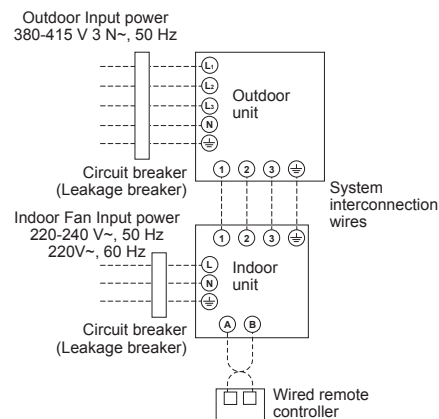 Outdoor Input power
380-415 V 3 N~, 50 Hz
L1
L2
L3
N
Outdoor
unit
1 2 3
Circuit breaker
(Leakage breaker)
System
interconnection
wires
Indoor Fan Input power
220-240 V~, 50 Hz
220V~, 60 Hz
1 2 3
L
N
Indoor
unit
A B
Circuit breaker
(Leakage breaker)
Wired remote
controller